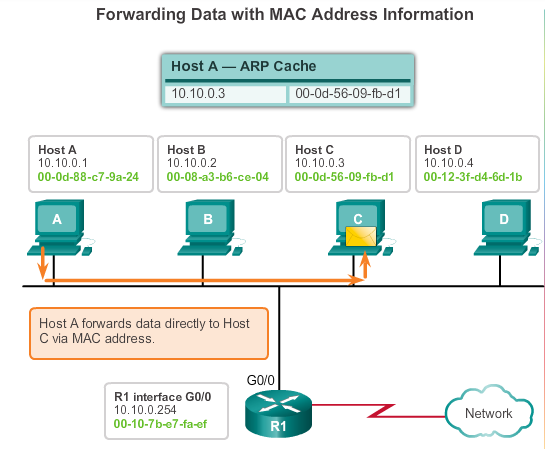 Forwarding Data with MAC Address Information
Host A — ARP Cache
10.10.0.3 00-0d-56-09-fb-d1
Host A
10.10.0.1
00-0d-88-c7-9a-24
Host B
10.10.0.2
00-08-a3-b6-ce-04
Host C
10.10.0.3
00-0d-56-09-fb-d1
Host D
10.10.0.4
00-12-3f-d4-6d-1b
A
B
C
D
Host A forwards data directly to Host
C via MAC address.
G0/0
R1 interface G0/0
10.10.0.254
00-10-7b-e7-fa-ef
R1
Network